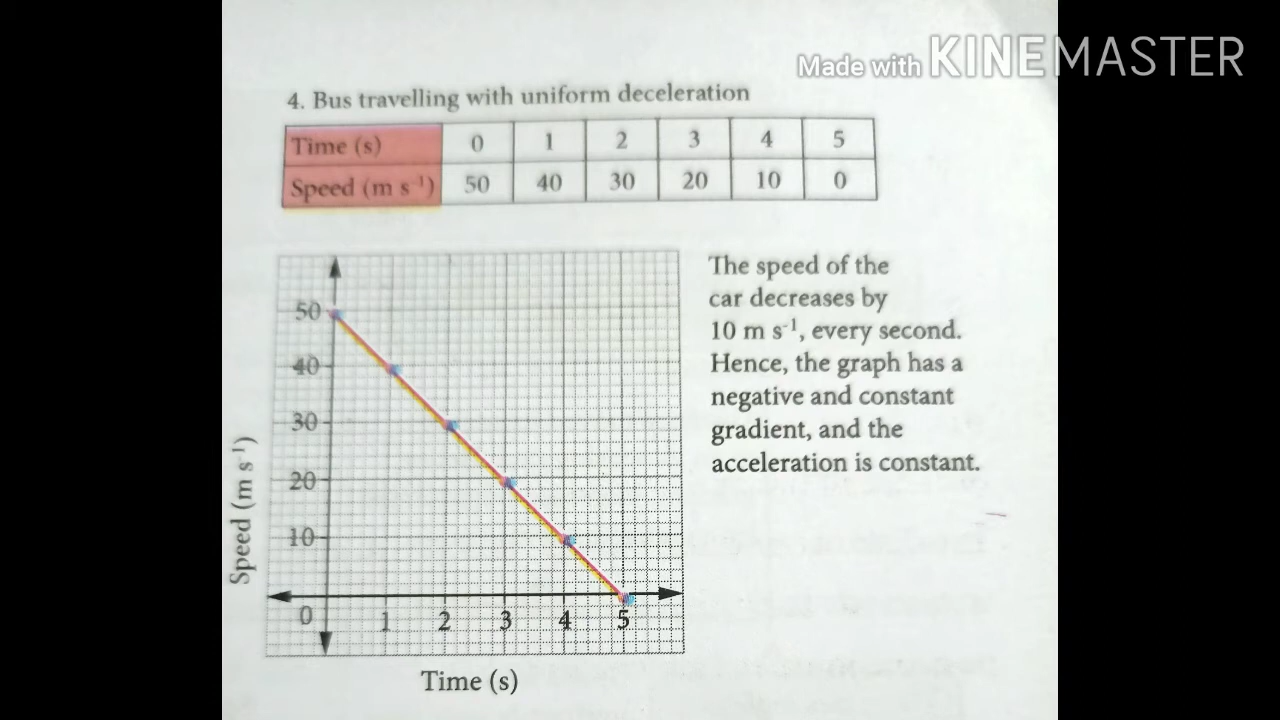 Made with KINEMASTER
4. Bus travelling with uniform deceleration
Time (s) 0 1 2 3 4 5
Speed (m s⁻¹) 50 40 30 20 10 0
The speed of the
car decreases by
10 m s⁻¹, every second.
Hence, the graph has a
negative and constant
gradient, and the
acceleration is constant.
Speed (m s⁻¹)
50
40
30
20
10
0 1 2 3 4 5
Time (s)